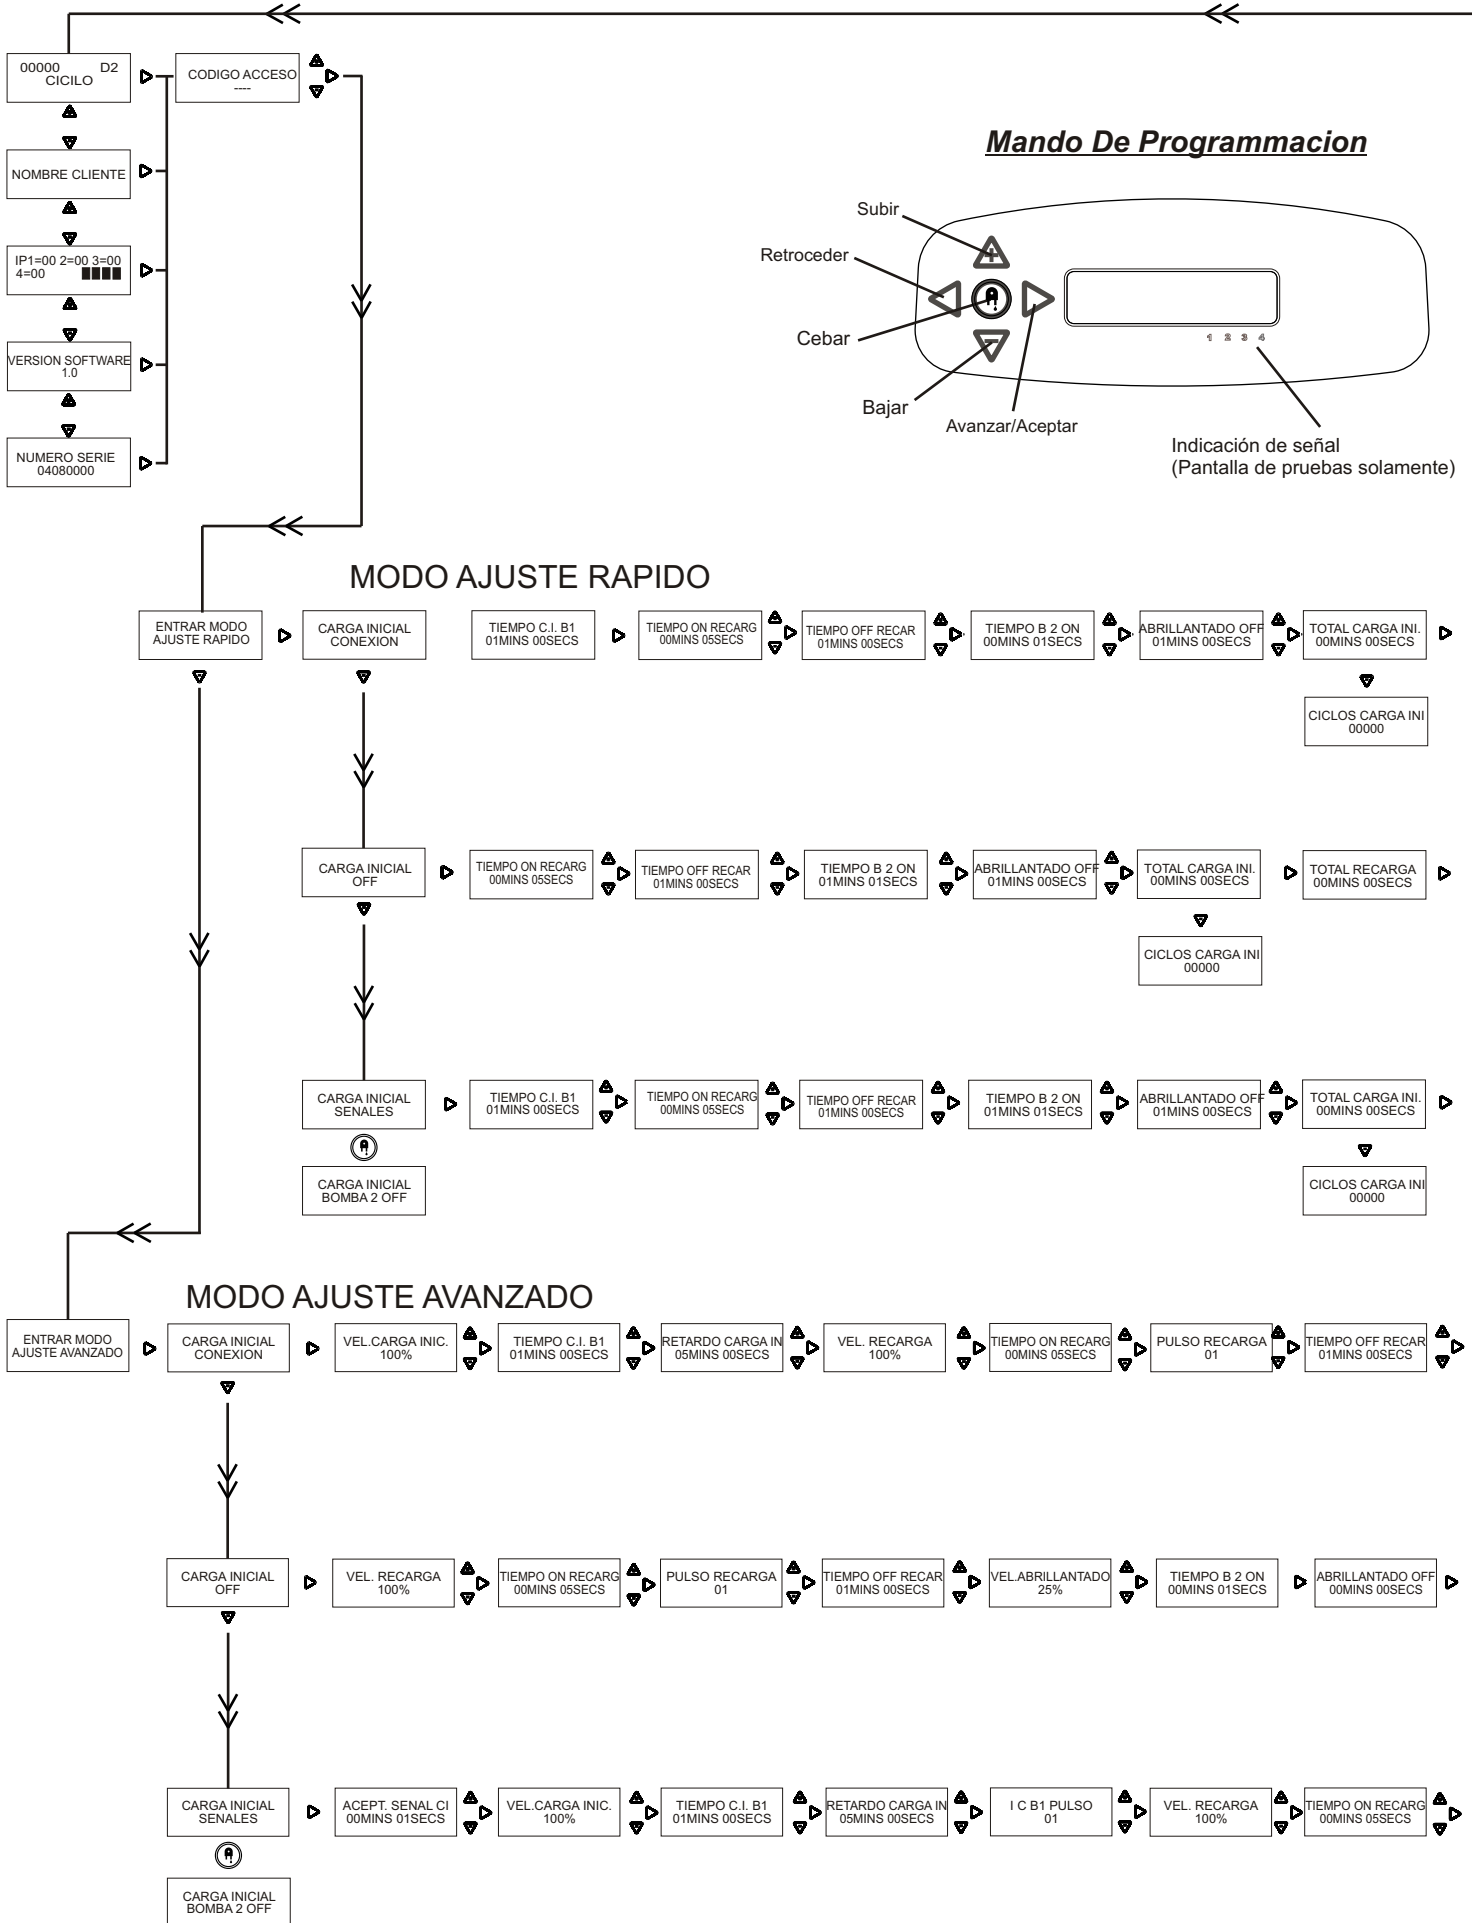 00000 D2
CICILO
CODIGO ACCESO
----
NOMBRE CLIENTE
IP1=00 2=00 3=00
4=00
VERSION SOFTWARE
1.0
NUMERO SERIE
04080000
Mando De Programmacion
Subir
Retroceder
Cebar
Bajar
Avanzar/Aceptar
1 2 3 4
Indicación de señal
(Pantalla de pruebas solamente)
MODO AJUSTE RAPIDO
ENTRAR MODO
AJUSTE RAPIDO
CARGA INICIAL
CONEXION
TIEMPO C.I. B1
01MINS 00SECS
TIEMPO ON RECARG
00MINS 05SECS
TIEMPO OFF RECAR
01MINS 00SECS
TIEMPO B 2 ON
00MINS 01SECS
ABRILLANTADO OFF
01MINS 00SECS
TOTAL CARGA INI.
00MINS 00SECS
CICLOS CARGA INI
00000
CARGA INICIAL
OFF
TIEMPO ON RECARG
00MINS 05SECS
TIEMPO OFF RECAR
01MINS 00SECS
TIEMPO B 2 ON
01MINS 01SECS
ABRILLANTADO OFF
01MINS 00SECS
TOTAL CARGA INI.
00MINS 00SECS
TOTAL RECARGA
00MINS 00SECS
CICLOS CARGA INI
00000
CARGA INICIAL
SENALES
TIEMPO C.I. B1
01MINS 00SECS
TIEMPO ON RECARG
00MINS 05SECS
TIEMPO OFF RECAR
01MINS 00SECS
TIEMPO B 2 ON
01MINS 01SECS
ABRILLANTADO OFF
01MINS 00SECS
TOTAL CARGA INI.
00MINS 00SECS
CARGA INICIAL
BOMBA 2 OFF
CICLOS CARGA INI
00000
MODO AJUSTE AVANZADO
ENTRAR MODO
AJUSTE AVANZADO
CARGA INICIAL
CONEXION
VEL.CARGA INIC.
100%
TIEMPO C.I. B1
01MINS 00SECS
RETARDO CARGA IN
05MINS 00SECS
VEL. RECARGA
100%
TIEMPO ON RECARG
00MINS 05SECS
PULSO RECARGA
01
TIEMPO OFF RECAR
01MINS 00SECS
CARGA INICIAL
OFF
VEL. RECARGA
100%
TIEMPO ON RECARG
00MINS 05SECS
PULSO RECARGA
01
TIEMPO OFF RECAR
01MINS 00SECS
VEL.ABRILLANTADO
25%
TIEMPO B 2 ON
00MINS 01SECS
ABRILLANTADO OFF
00MINS 00SECS
CARGA INICIAL
SENALES
ACEPT. SENAL CI
00MINS 01SECS
VEL.CARGA INIC.
100%
TIEMPO C.I. B1
01MINS 00SECS
RETARDO CARGA IN
05MINS 00SECS
I C B1 PULSO
01
VEL. RECARGA
100%
TIEMPO ON RECARG
00MINS 05SECS
CARGA INICIAL
BOMBA 2 OFF